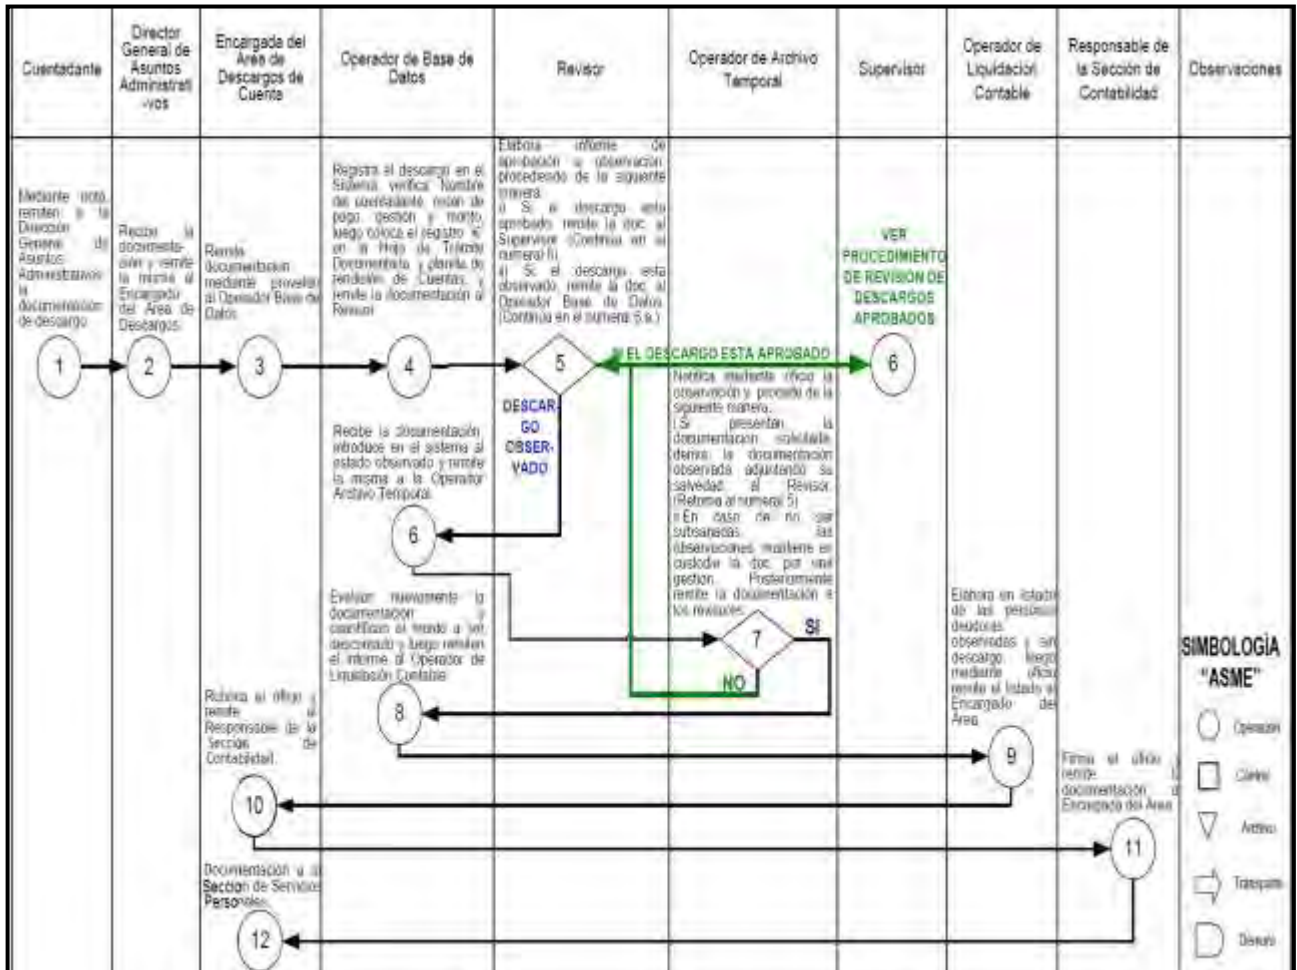 Cuentadante
Director
General de
Asuntos
Administrati
-vos
Encargada del
Área de
Descargos de
Cuenta
Operador de Base de
Datos
Revisor
Operador de Archivo
Temporal
Supervisor
Operador de
Liquidación
Contable
Responsable de
la Sección de
Contabilidad
Observaciones
Mediante nota,
remiten a la
Dirección
General de
Asuntos
Administrativos
la
documentación
de descargo
1
Recibe la
documenta-
ción y remite
la misma al
Encargado
del Área de
Descargos.
2
Remite
documentación
mediante proveído
al Operador Base de
Datos.
3
Registra el descargo en el
Sistema, verifica Nombre
del cuentadante,
pago, gestión y monto,
luego coloca el registro
en la Hoja de Trámite
Documentaria y planilla de
rendición de Cuentas, y
remite la documentación al
Revisor
4
Elabora informe de
aprobación u observación
procediendo de la siguiente
manera:
i) Si el descargo esta
aprobado, remite la doc. al
Supervisor (Continúa en el
numeral 6)
ii) Si el descargo esta
observado, remite la doc. al
Operador Base de Datos.
(Continúa en el numeral 6.a.)
5
VER
PROCEDIMIENTO
DE REVISIÓN DE
DESCARGOS
APROBADOS
EL DESCARGO ESTA APROBADO
6
DESCAR-
GO
OBSER-
VADO
Recibe la documentación,
introduce en el sistema al
estado observado y remite
la misma a la Operador
Archivo Temporal.
6
Notifica mediante oficio la
observación y procede de la
siguiente manera:
i Si presentan la
documentación solicitada,
deriva la documentación
observada adjuntando su
salvedad al Revisor.
(Retorna al numeral 5)
ii En caso de no ser
subsanadas las
observaciones, mantiene en
custodia la doc. por una
gestión. Posteriormente
remite la documentación a
los revisores.
7
SI
NO
Evalúan nuevamente la
documentación y
cuantifican el monto a ser
descontado y luego remiten
el informe al Operador de
Liquidación Contable
8
Elabora un listado
de las personas
deudoras
observadas y sin
descargo, luego
mediante oficio
remite el listado al
Encargado del
Área.
9
Rubrica el oficio y
remite al
Responsable de la
Sección de
Contabilidad.
10
Firma el oficio y
remite la
documentación a
Encargada del Área
11
Documentación a la
Sección de Servicios
Personales.
12
SIMBOLOGÍA
"ASME"
Operación
Control
Archivo
Transporte
Demora